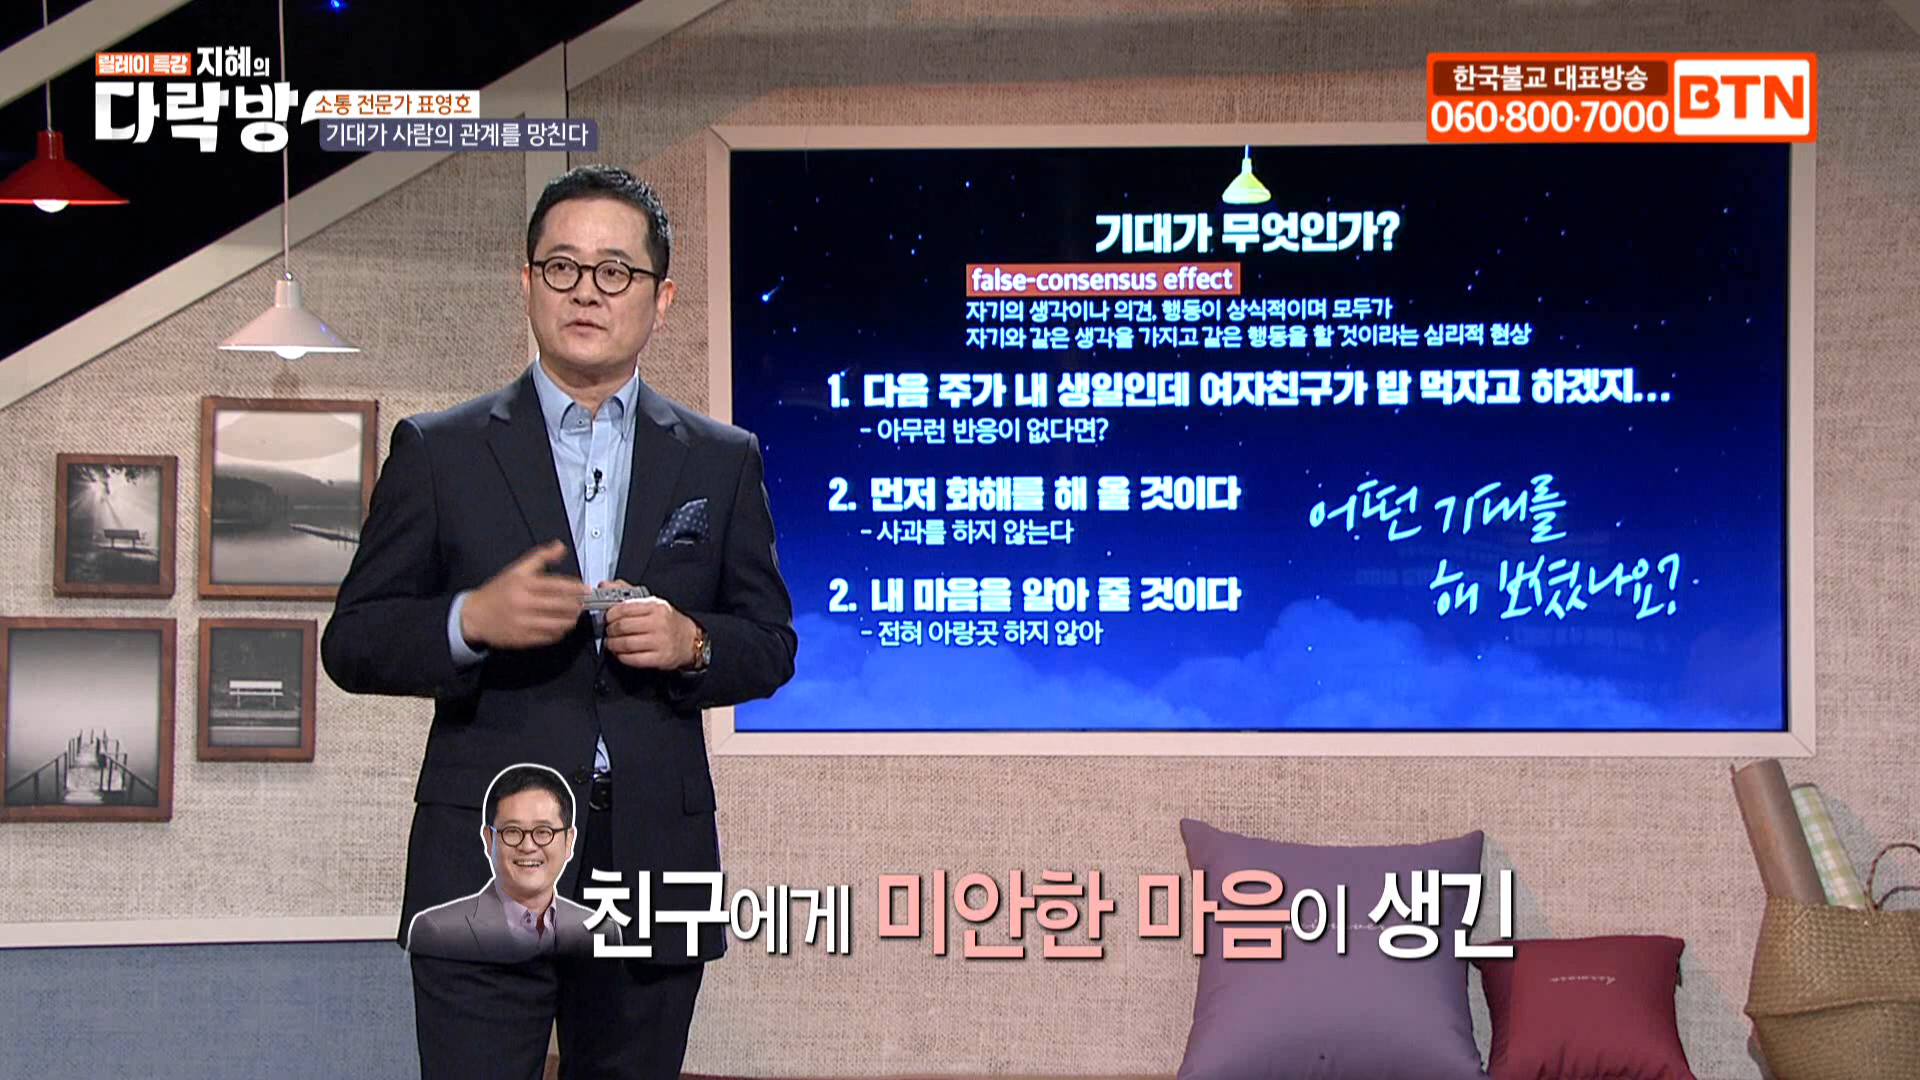 릴레이 특강 지혜의
다락방
소통 전문가 표영호
기대가 사람의 관계를 망친다
한국불교 대표방송
060·800·7000
BTN
기대가 무엇인가?
false-consensus effect
자기의 생각이나 의견, 행동이 상식적이며 모두가
자기와 같은 생각을 가지고 같은 행동을 할 것이라는 심리적 현상
1. 다음 주가 내 생일인데 여자친구가 밥 먹자고 하겠지...
- 아무런 반응이 없다면?
2. 먼저 화해를 해 올 것이다
- 사과를 하지 않는다
2. 내 마음을 알아 줄 것이다
- 전혀 아랑곳 하지 않아
어떤 기대를
해 보셨나요?
친구에게 미안한 마음이 생긴